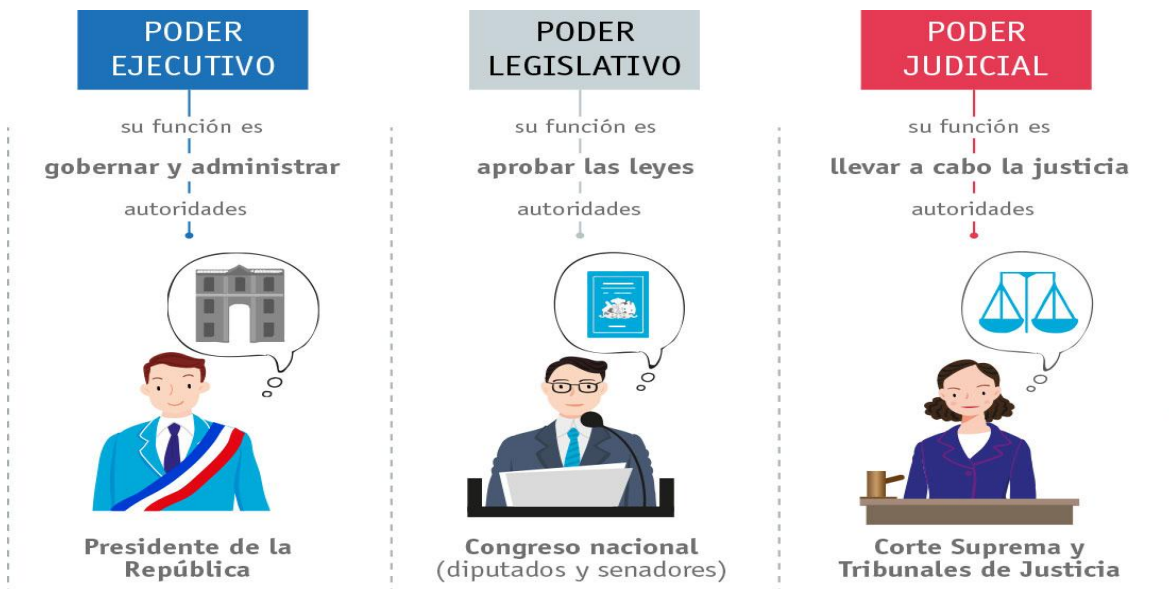 PODER
EJECUTIVO
su función es
gobernar y administrar
autoridades
Presidente de la
República
PODER
LEGISLATIVO
su función es
aprobar las leyes
autoridades
Congreso nacional
(diputados y senadores)
PODER
JUDICIAL
su función es
llevar a cabo la justicia
autoridades
Corte Suprema y
Tribunales de Justicia